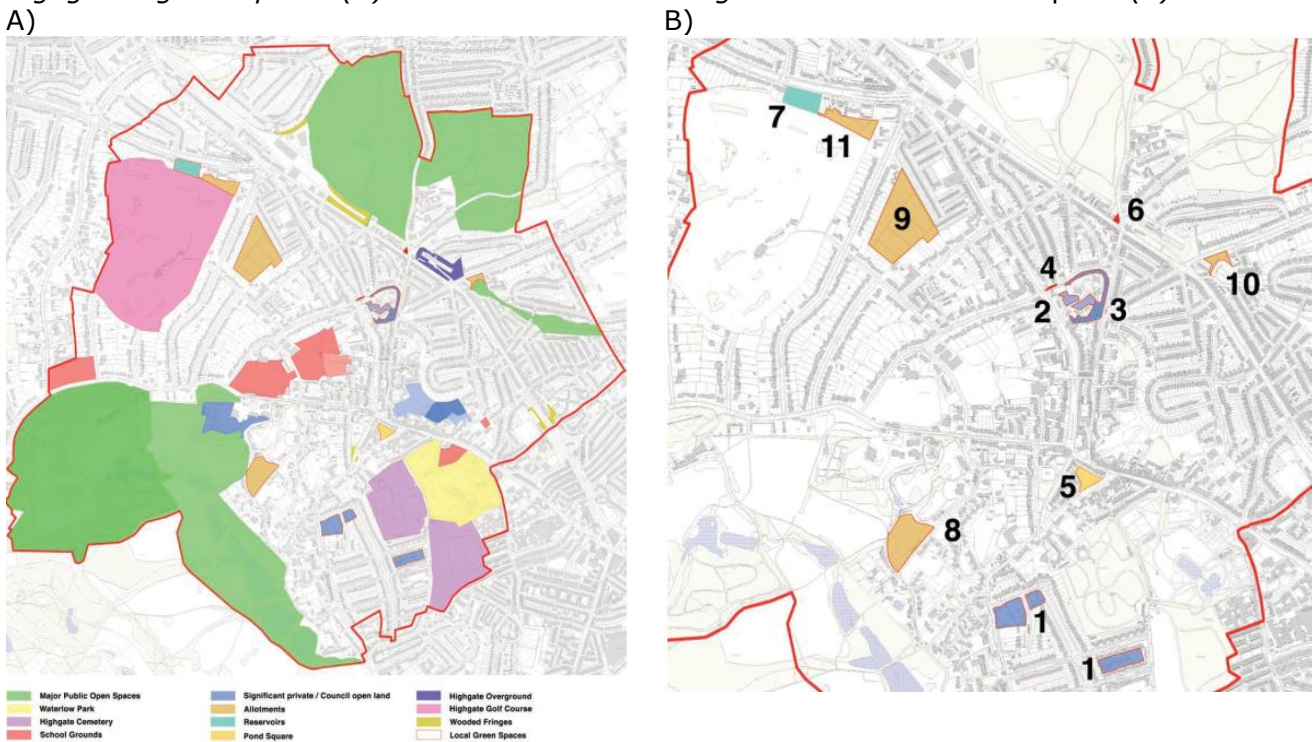 A)
B)
7
11
9
6
4
10
2
3
5
8
1
1
Major Public Open Spaces
Waterlow Park
Highgate Cemetery
School Grounds
Significant private / Council open land
Allotments
Reservoirs
Pond Square
Highgate Overground
Highgate Golf Course
Wooded Fringes
Local Green Spaces